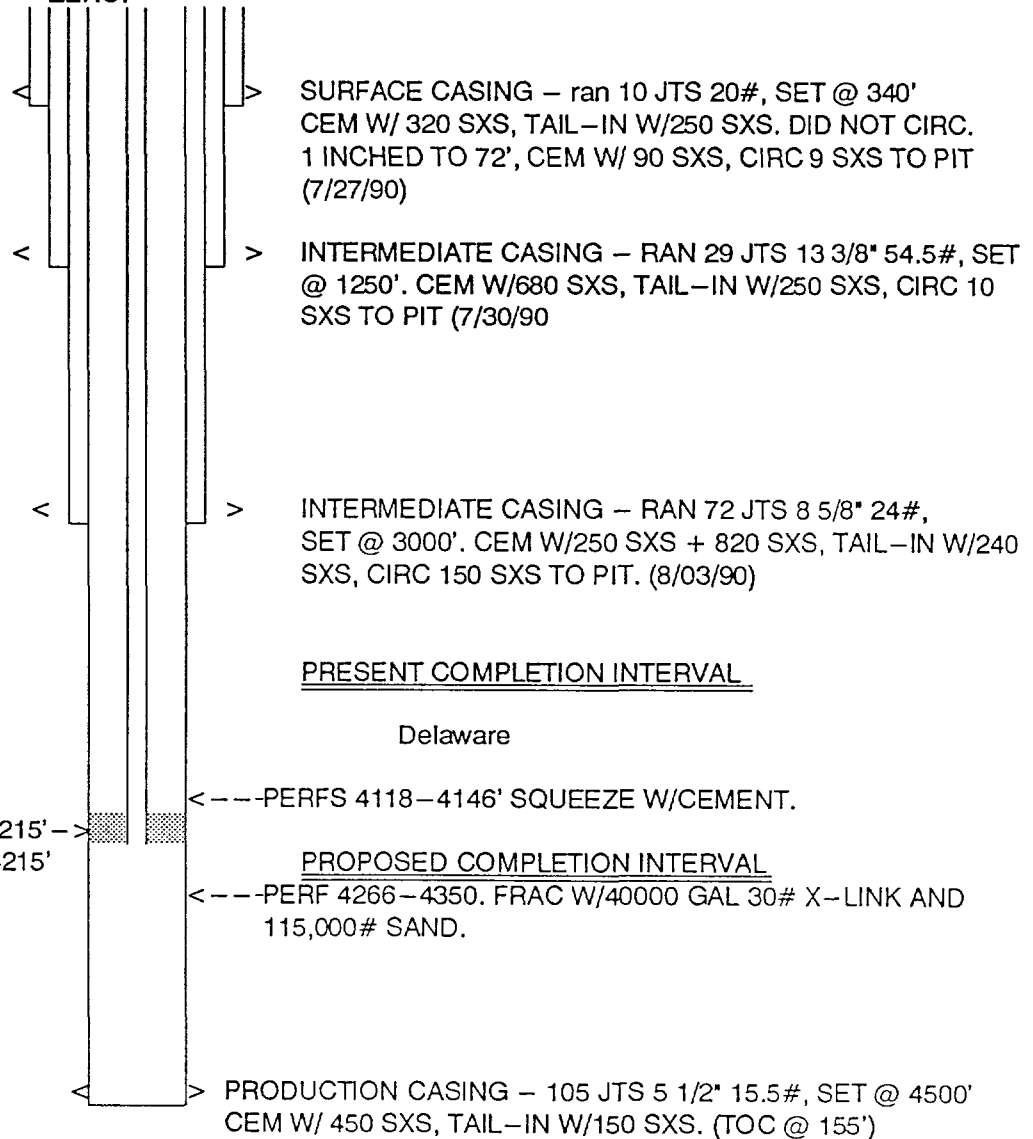 SURFACE CASING – ran 10 JTS 20#, SET @ 340'
CEM W/ 320 SXS, TAIL–IN W/250 SXS. DID NOT CIRC.
1 INCHED TO 72', CEM W/ 90 SXS, CIRC 9 SXS TO PIT
(7/27/90)
INTERMEDIATE CASING – RAN 29 JTS 13 3/8" 54.5#, SET
@ 1250'. CEM W/680 SXS, TAIL–IN W/250 SXS, CIRC 10
SXS TO PIT (7/30/90
INTERMEDIATE CASING – RAN 72 JTS 8 5/8" 24#,
SET @ 3000'. CEM W/250 SXS + 820 SXS, TAIL–IN W/240
SXS, CIRC 150 SXS TO PIT. (8/03/90)
PRESENT COMPLETION INTERVAL
Delaware
<–––PERFS 4118–4146' SQUEEZE W/CEMENT.
215'–>
215'
PROPOSED COMPLETION INTERVAL
<–––PERF 4266–4350. FRAC W/40000 GAL 30# X–LINK AND
115,000# SAND.
PRODUCTION CASING – 105 JTS 5 1/2" 15.5#, SET @ 4500'
CEM W/ 450 SXS, TAIL–IN W/150 SXS. (TOC @ 155')